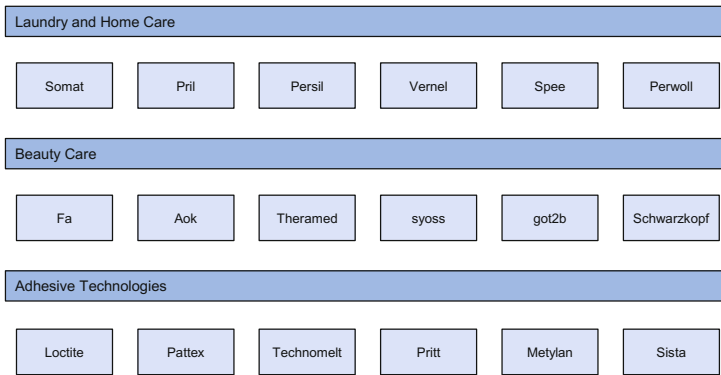 Laundry and Home Care
Somat Pril Persil Vernel Spee Perwoll
Beauty Care
Fa Aok Theramed syoss got2b Schwarzkopf
Adhesive Technologies
Loctite Pattex Technomelt Pritt Metylan Sista